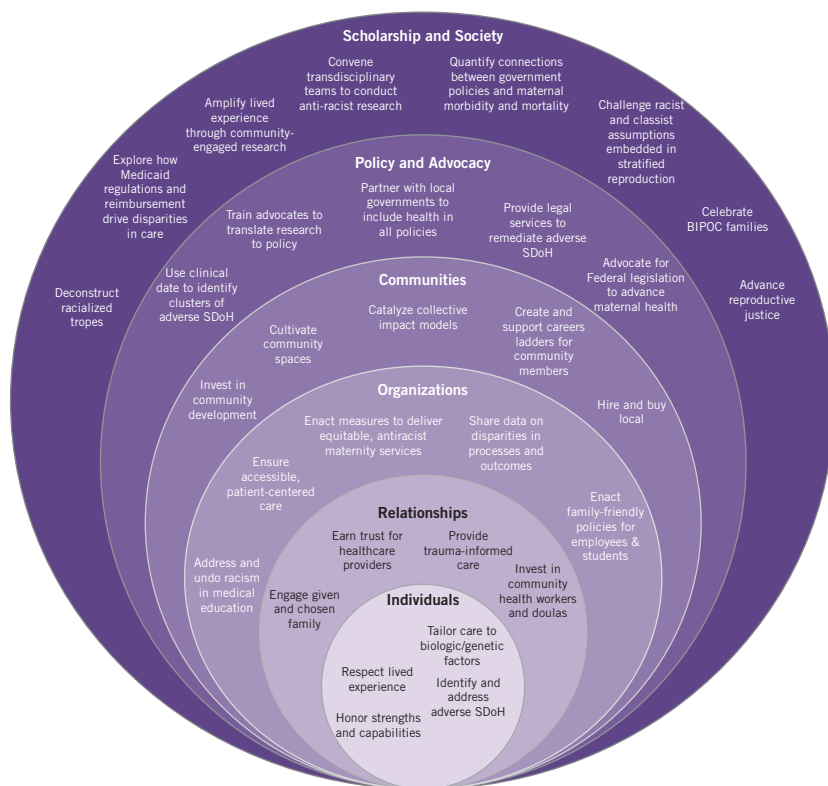 Scholarship and Society
Convene
transdisciplinary
teams to conduct
anti-racist research
Quantify connections
between government
policies and maternal
morbidity and mortality
Amplify lived
experience
through community-
engaged research
Challenge racist
and classist
assumptions
embedded in
stratified
reproduction
Explore how
Medicaid
regulations and
reimbursement
drive disparities
in care
Celebrate
BIPOC families
Deconstruct
racialized
tropes
Advance
reproductive
justice
Policy and Advocacy
Partner with local
governments to
include health in
all policies
Train advocates to
translate research
to policy
Provide legal
services to
remediate adverse
SDoH
Use clinical
date to identify
clusters of
adverse SDoH
Advocate for
Federal legislation
to advance
maternal health
Communities
Catalyze collective
impact models
Cultivate
community
spaces
Create and
support careers
ladders for
community
members
Invest in
community
development
Hire and buy
local
Organizations
Enact measures to deliver
equitable, antiracist
maternity services
Share data on
disparities in
processes and
outcomes
Ensure
accessible,
patient-centered
care
Enact
family-friendly
policies for
employees &
students
Address and
undo racism
in medical
education
Relationships
Earn trust for
healthcare
providers
Provide
trauma-informed
care
Engage given
and chosen
family
Invest in
community
health workers
and doulas
Individuals
Tailor care to
biologic/genetic
factors
Respect lived
experience
Identify and
address
adverse SDoH
Honor strengths
and capabilities